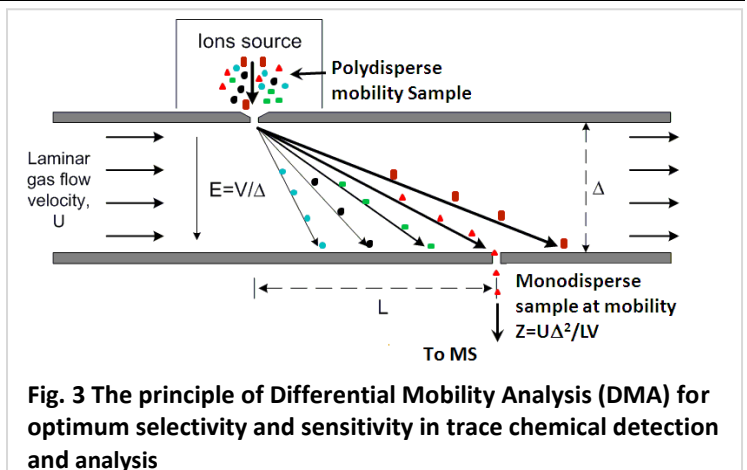 Ions source
Polydisperse
mobility Sample
Laminar
gas flow
velocity,
U
E=V/Δ
Δ
L
Monodisperse
sample at mobility
Z=UΔ²/LV
To MS
Fig. 3 The principle of Differential Mobility Analysis (DMA) for
optimum selectivity and sensitivity in trace chemical detection
and analysis